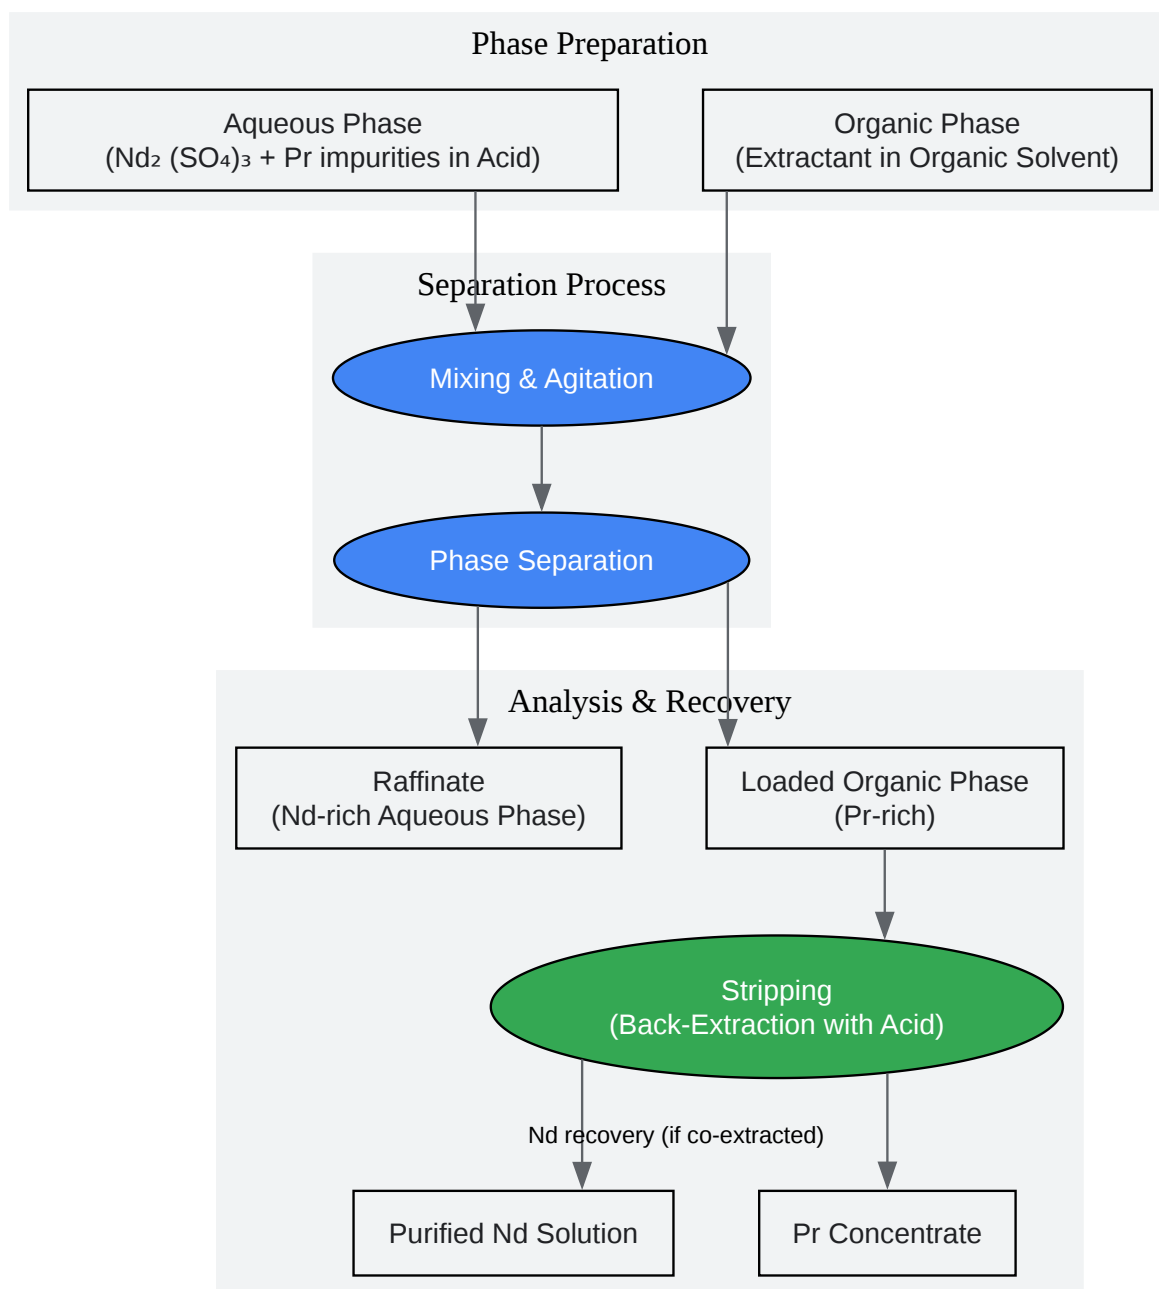 Phase Preparation
Aqueous Phase
(Nd₂ (SO₄)₃ + Pr impurities in Acid)
Organic Phase
(Extractant in Organic Solvent)
Separation Process
Mixing & Agitation
Phase Separation
Analysis & Recovery
Raffinate
(Nd-rich Aqueous Phase)
Loaded Organic Phase
(Pr-rich)
Stripping
(Back-Extraction with Acid)
Nd recovery (if co-extracted)
Purified Nd Solution
Pr Concentrate